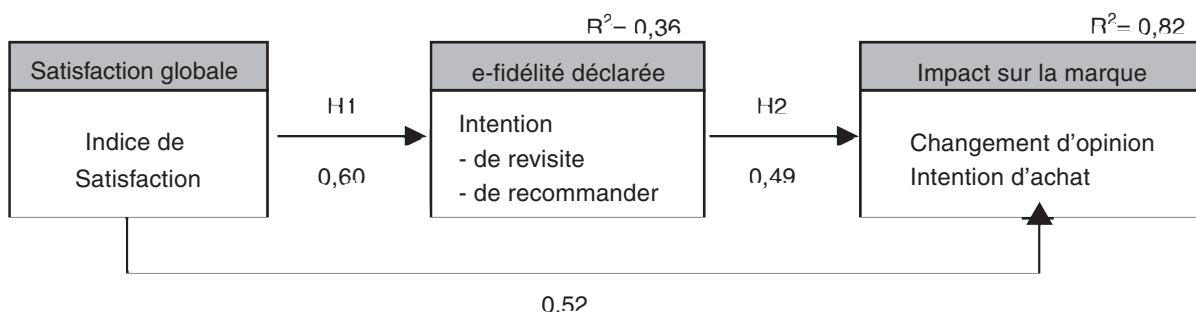 R²= 0,36
R²= 0,82
Satisfaction globale
e-fidélité déclarée
Impact sur la marque
Indice de
Satisfaction
H1
0,60
Intention
- de revisite
- de recommander
H2
0,49
Changement d'opinion
Intention d'achat
0,52